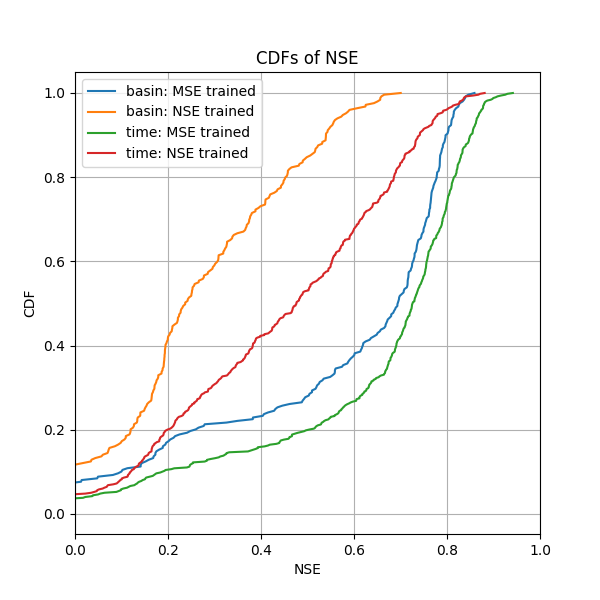 CDFs of NSE
basin: MSE trained
basin: NSE trained
time: MSE trained
time: NSE trained
CDF
1.0
0.8
0.6
0.4
0.2
0.0
0.0 0.2 0.4 0.6 0.8 1.0
NSE